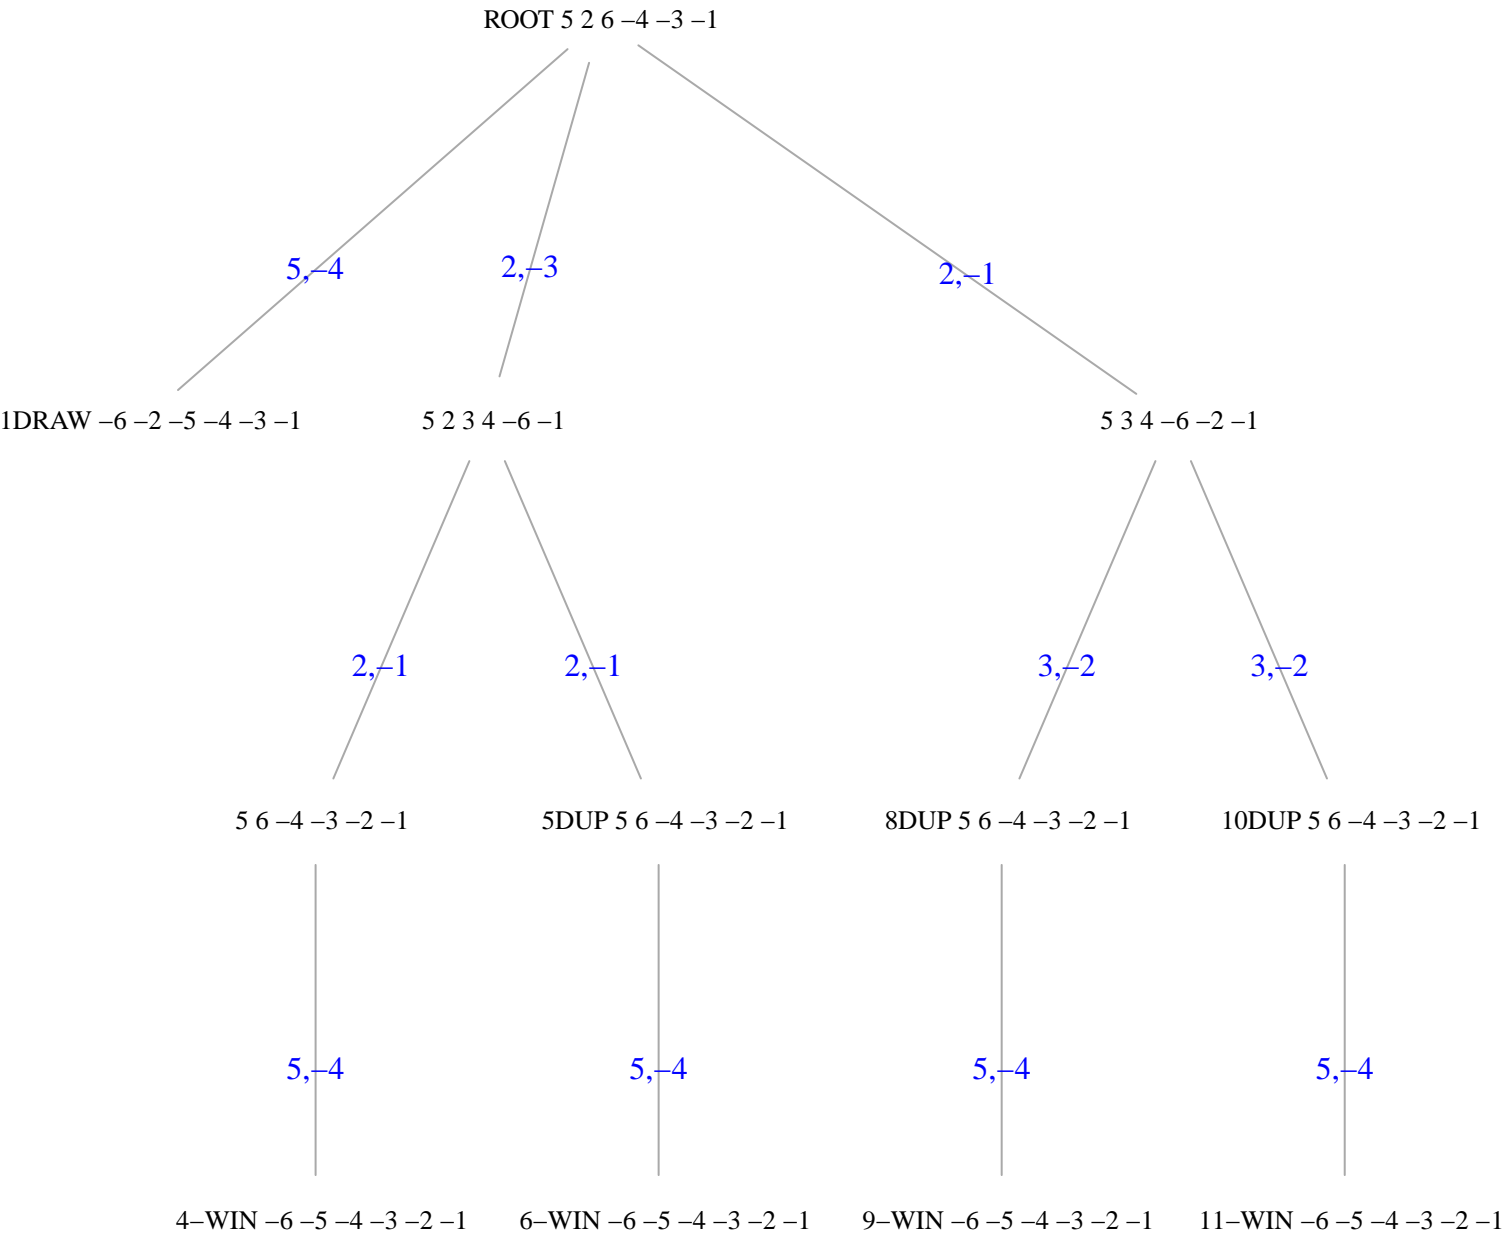 ROOT 5 2 6 –4 –3 –1
5,–4
2,–3
2,–1
1DRAW –6 –2 –5 –4 –3 –1
5 2 3 4 –6 –1
5 3 4 –6 –2 –1
2,–1
2,–1
3,–2
3,–2
5 6 –4 –3 –2 –1
5DUP 5 6 –4 –3 –2 –1
8DUP 5 6 –4 –3 –2 –1
10DUP 5 6 –4 –3 –2 –1
5,–4
5,–4
5,–4
5,–4
4–WIN –6 –5 –4 –3 –2 –1
6–WIN –6 –5 –4 –3 –2 –1
9–WIN –6 –5 –4 –3 –2 –1
11–WIN –6 –5 –4 –3 –2 –1